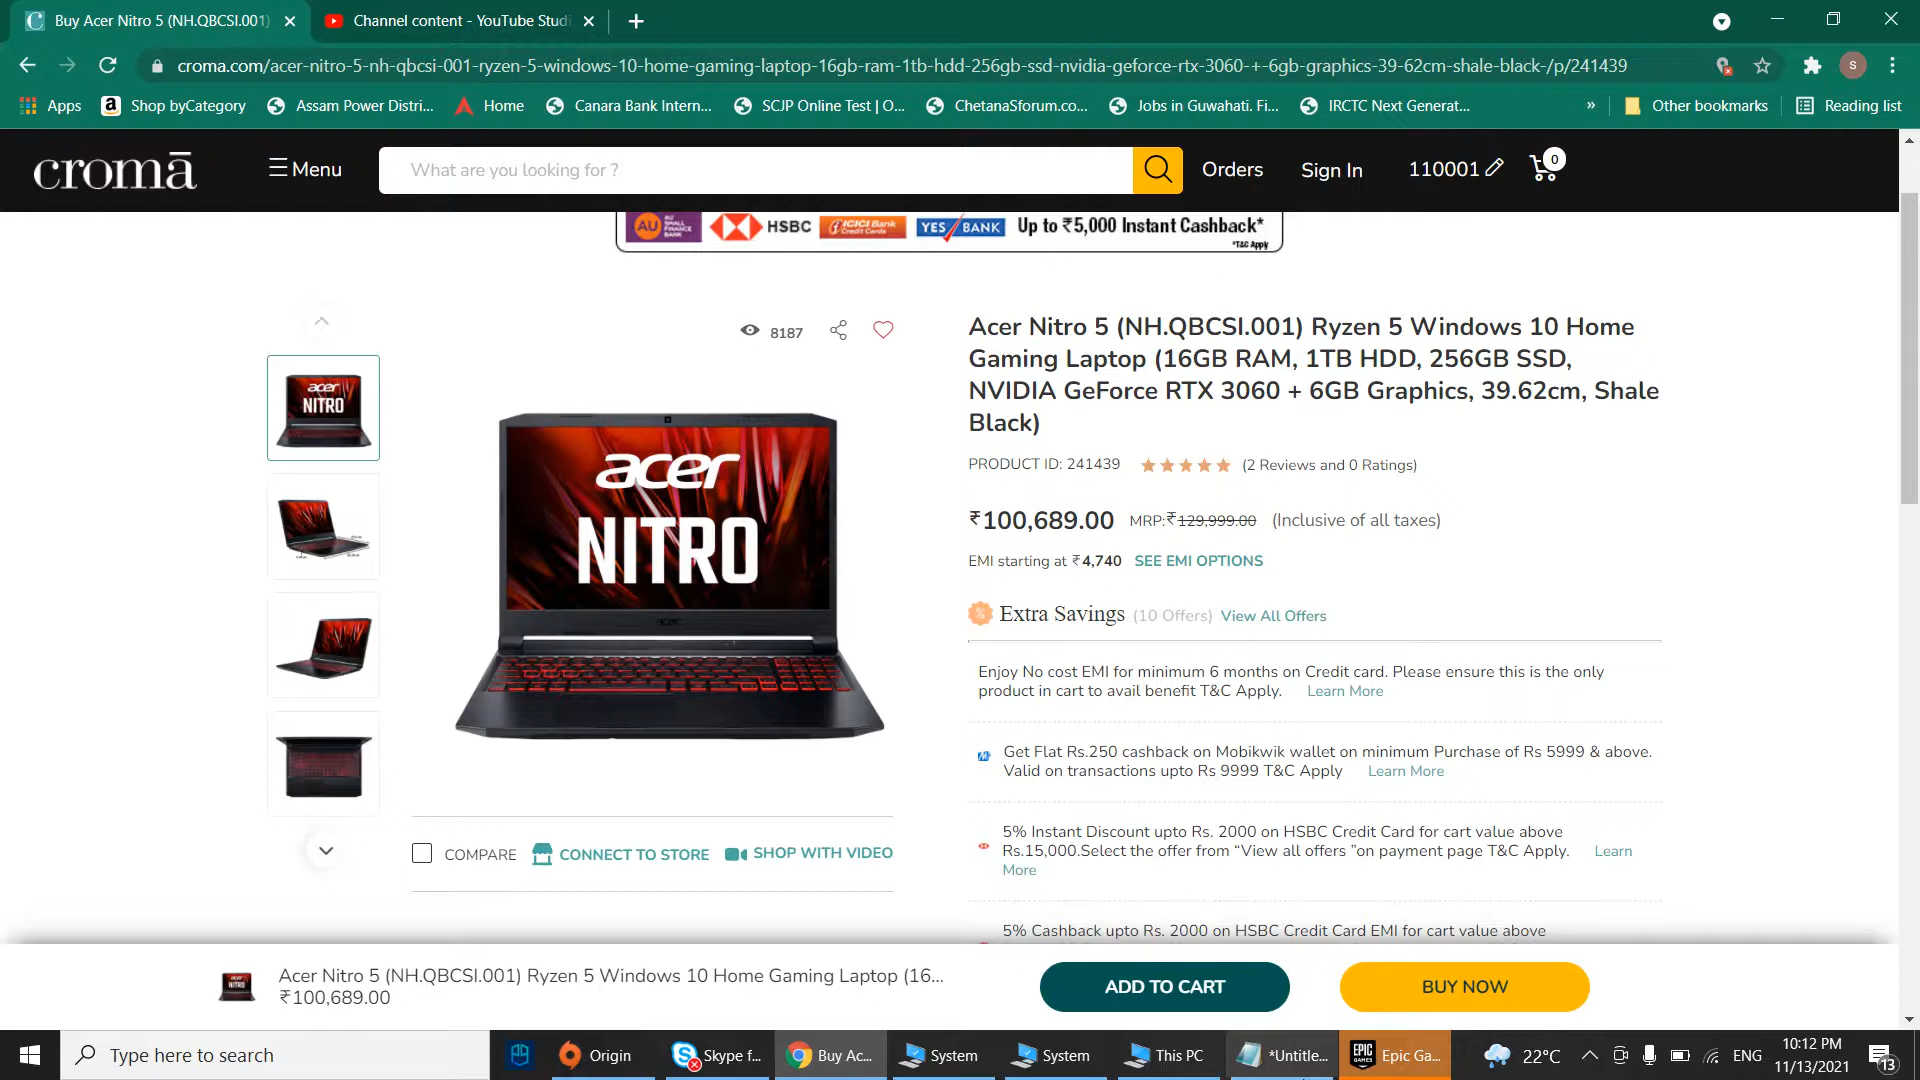 Buy Acer Nitro 5 (NH.QBCSI.001)
Channel content - YouTube Studi
croma.com/acer-nitro-5-nh-qbcsi-001-ryzen-5-windows-10-home-gaming-laptop-16gb-ram-1tb-hdd-256gb-ssd-nvidia-geforce-rtx-3060-+-6gb-graphics-39-62cm-shale-black-/p/241439
S
Apps
Shop byCategory
Assam Power Distri...
Home
Canara Bank Intern...
SCJP Online Test | O...
ChetanaSforum.co...
Jobs in Guwahati. Fi...
IRCTC Next Generat...
»
Other bookmarks
Reading list
cromā
Menu
What are you looking for ?
Orders
Sign In
110001
0
AU SMALL FINANCE BANK HSBC ICICI Bank Credit Cards YES BANK Up to ₹5,000 Instant Cashback*
*T&C Apply
8187
acer
NITRO
acer
NITRO
COMPARE
CONNECT TO STORE
SHOP WITH VIDEO
Acer Nitro 5 (NH.QBCSI.001) Ryzen 5 Windows 10 Home
Gaming Laptop (16GB RAM, 1TB HDD, 256GB SSD,
NVIDIA GeForce RTX 3060 + 6GB Graphics, 39.62cm, Shale
Black)
PRODUCT ID: 241439 (2 Reviews and 0 Ratings)
₹100,689.00 MRP:₹129,999.00 (Inclusive of all taxes)
EMI starting at ₹4,740 SEE EMI OPTIONS
Extra Savings (10 Offers) View All Offers
Enjoy No cost EMI for minimum 6 months on Credit card. Please ensure this is the only
product in cart to avail benefit T&C Apply. Learn More
Get Flat Rs.250 cashback on Mobikwik wallet on minimum Purchase of Rs 5999 & above.
Valid on transactions upto Rs 9999 T&C Apply Learn More
5% Instant Discount upto Rs. 2000 on HSBC Credit Card for cart value above
Rs.15,000.Select the offer from “View all offers ”on payment page T&C Apply. Learn
More
5% Cashback upto Rs. 2000 on HSBC Credit Card EMI for cart value above
NITRO
Acer Nitro 5 (NH.QBCSI.001) Ryzen 5 Windows 10 Home Gaming Laptop (16...
₹100,689.00
ADD TO CART
BUY NOW
Type here to search
Origin
Skype f...
Buy Ac...
System
System
This PC
*Untitle...
EPIC GAMES
Epic Ga...
22°C
ENG
10:12 PM
11/13/2021
13